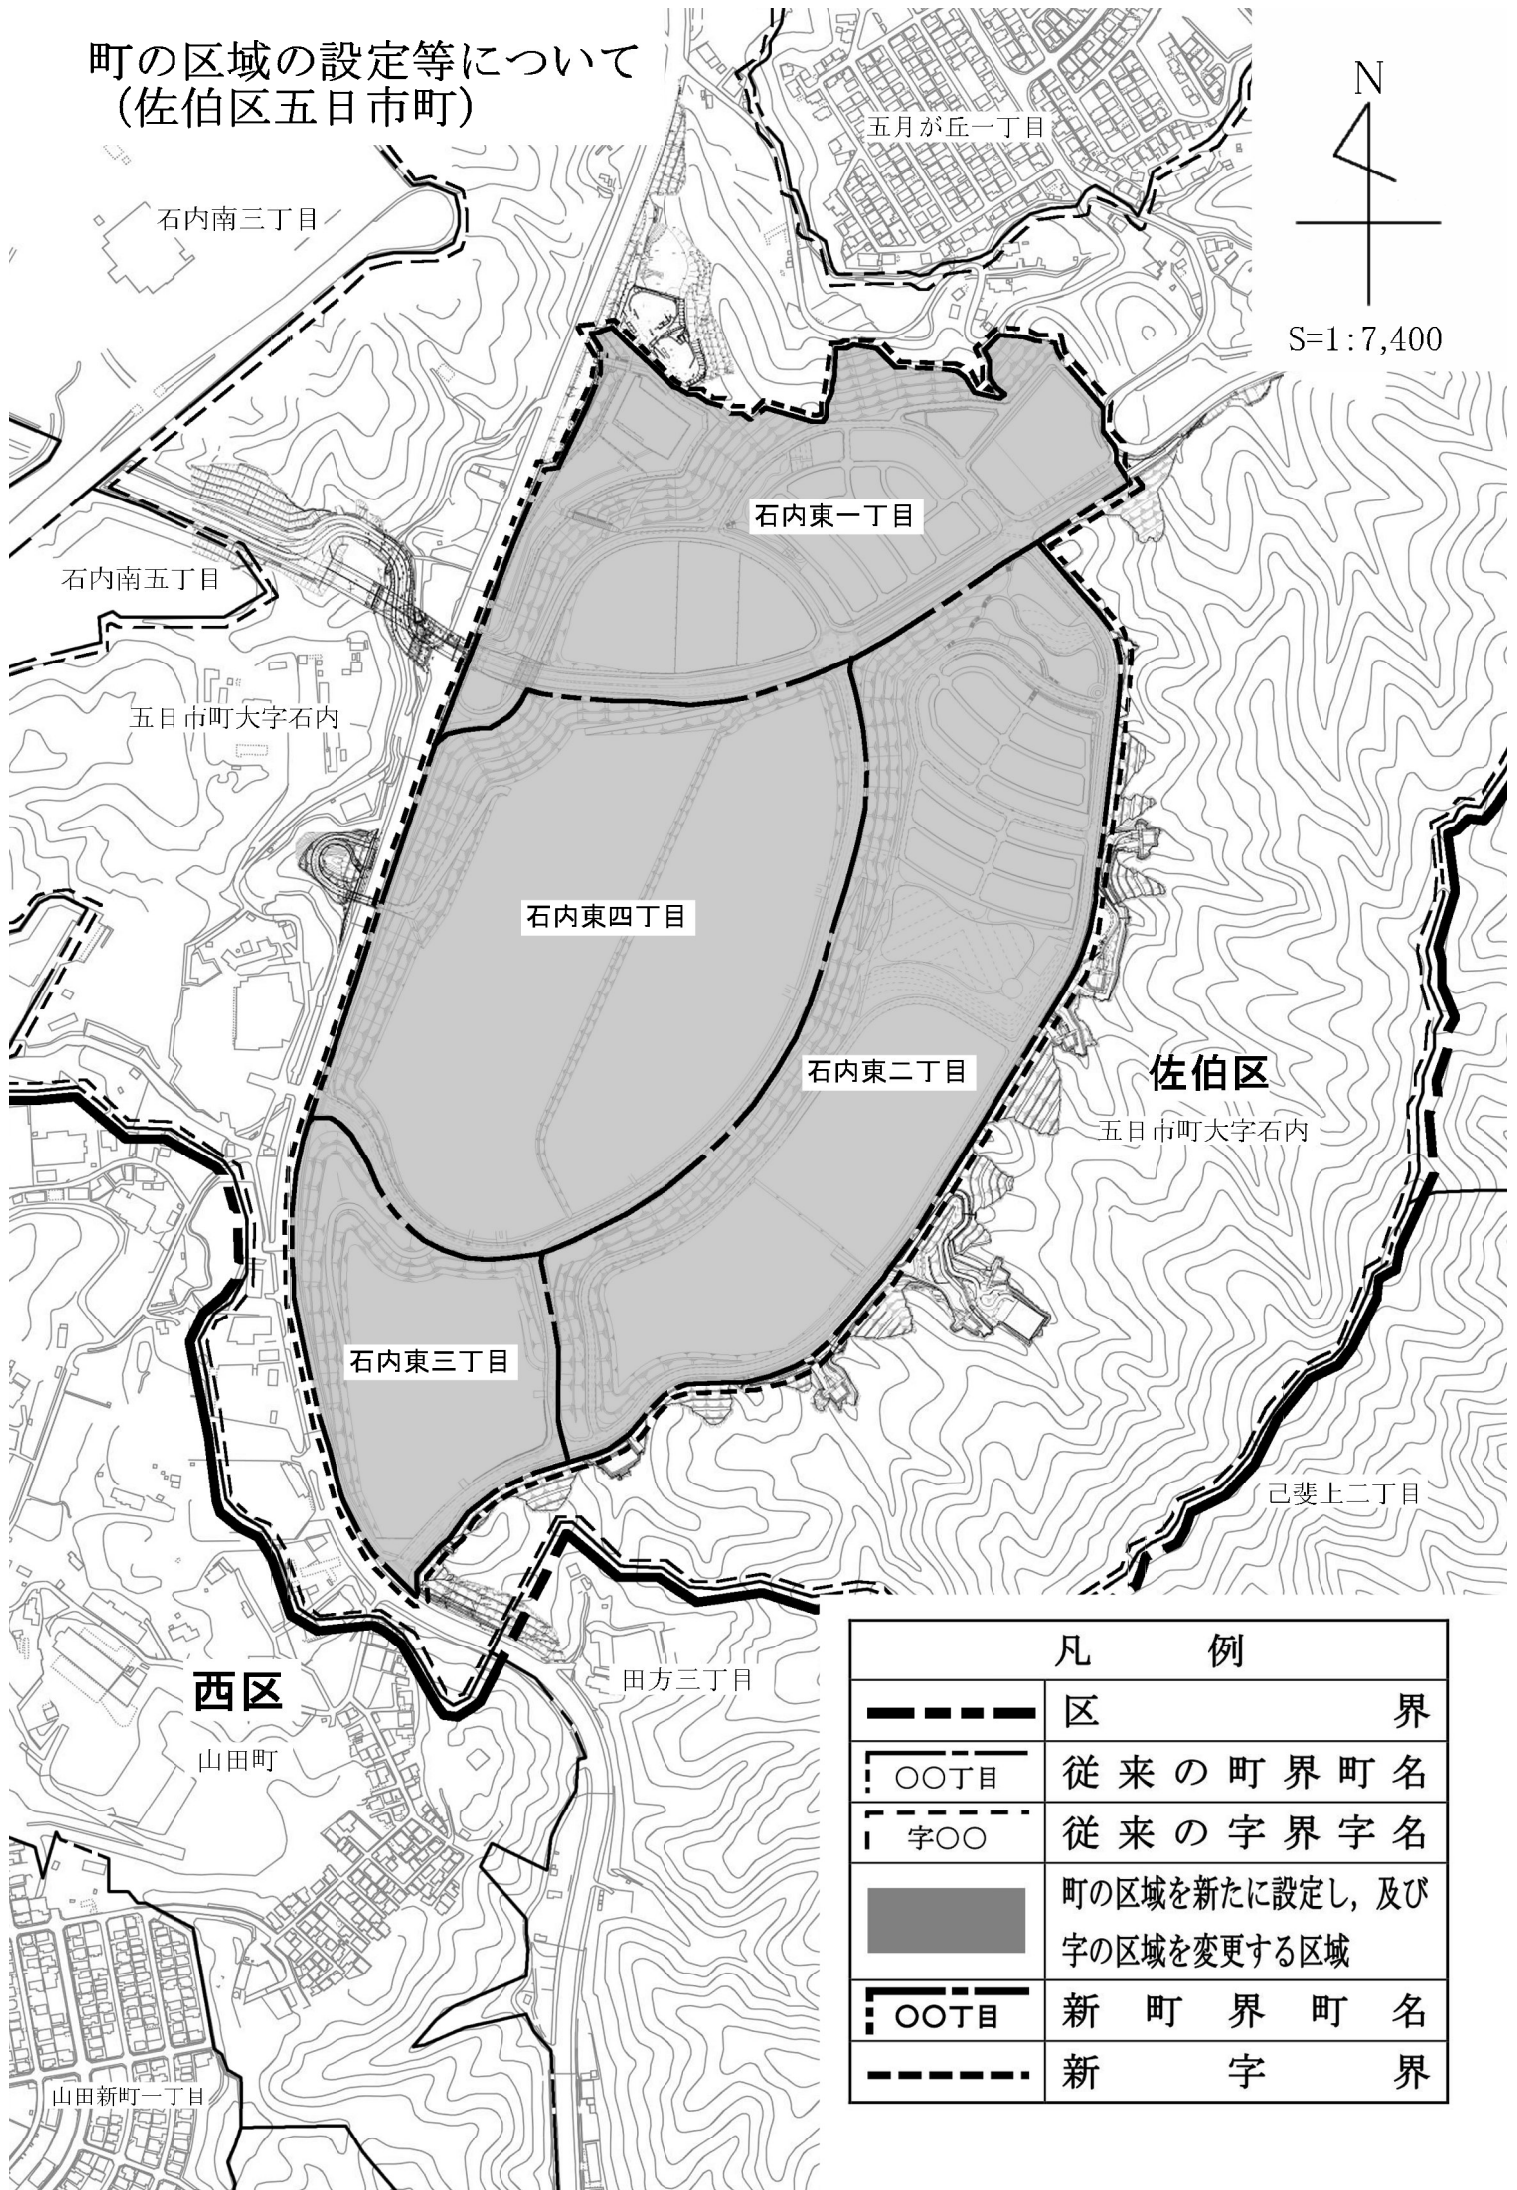 町の区域の設定等について
(佐伯区五日市町)
N
S=1:7,400
五月が丘一丁目
石内南三丁目
石内東一丁目
石内南五丁目
五日市町大字石内
石内東四丁目
石内東二丁目
佐伯区
五日市町大字石内
石内東三丁目
己斐上二丁目
西区
山田町
田方三丁目
山田新町一丁目
凡例
区界
〇〇丁目 従来の町界町名
字〇〇 従来の字界字名
町の区域を新たに設定し，及び
字の区域を変更する区域
〇〇丁目 新町界町名
新字界